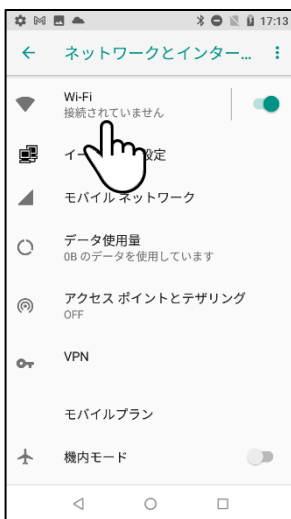 17:13
ネットワークとインター...
Wi-Fi
接続されていません
イー 設定
モバイル ネットワーク
データ使用量
0B のデータを使用しています
アクセス ポイントとテザリング
OFF
VPN
モバイルプラン
機内モード